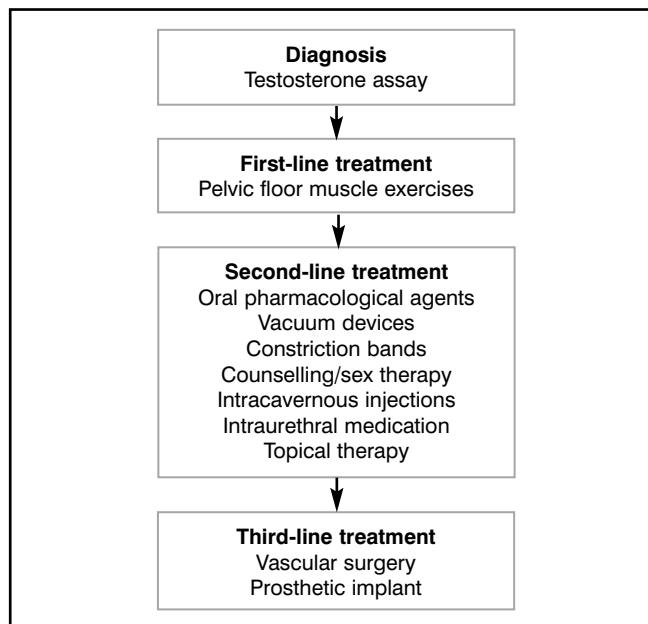 Diagnosis
Testosterone assay
First-line treatment
Pelvic floor muscle exercises
Second-line treatment
Oral pharmacological agents
Vacuum devices
Constriction bands
Counselling/sex therapy
Intracavernous injections
Intraurethral medication
Topical therapy
Third-line treatment
Vascular surgery
Prosthetic implant